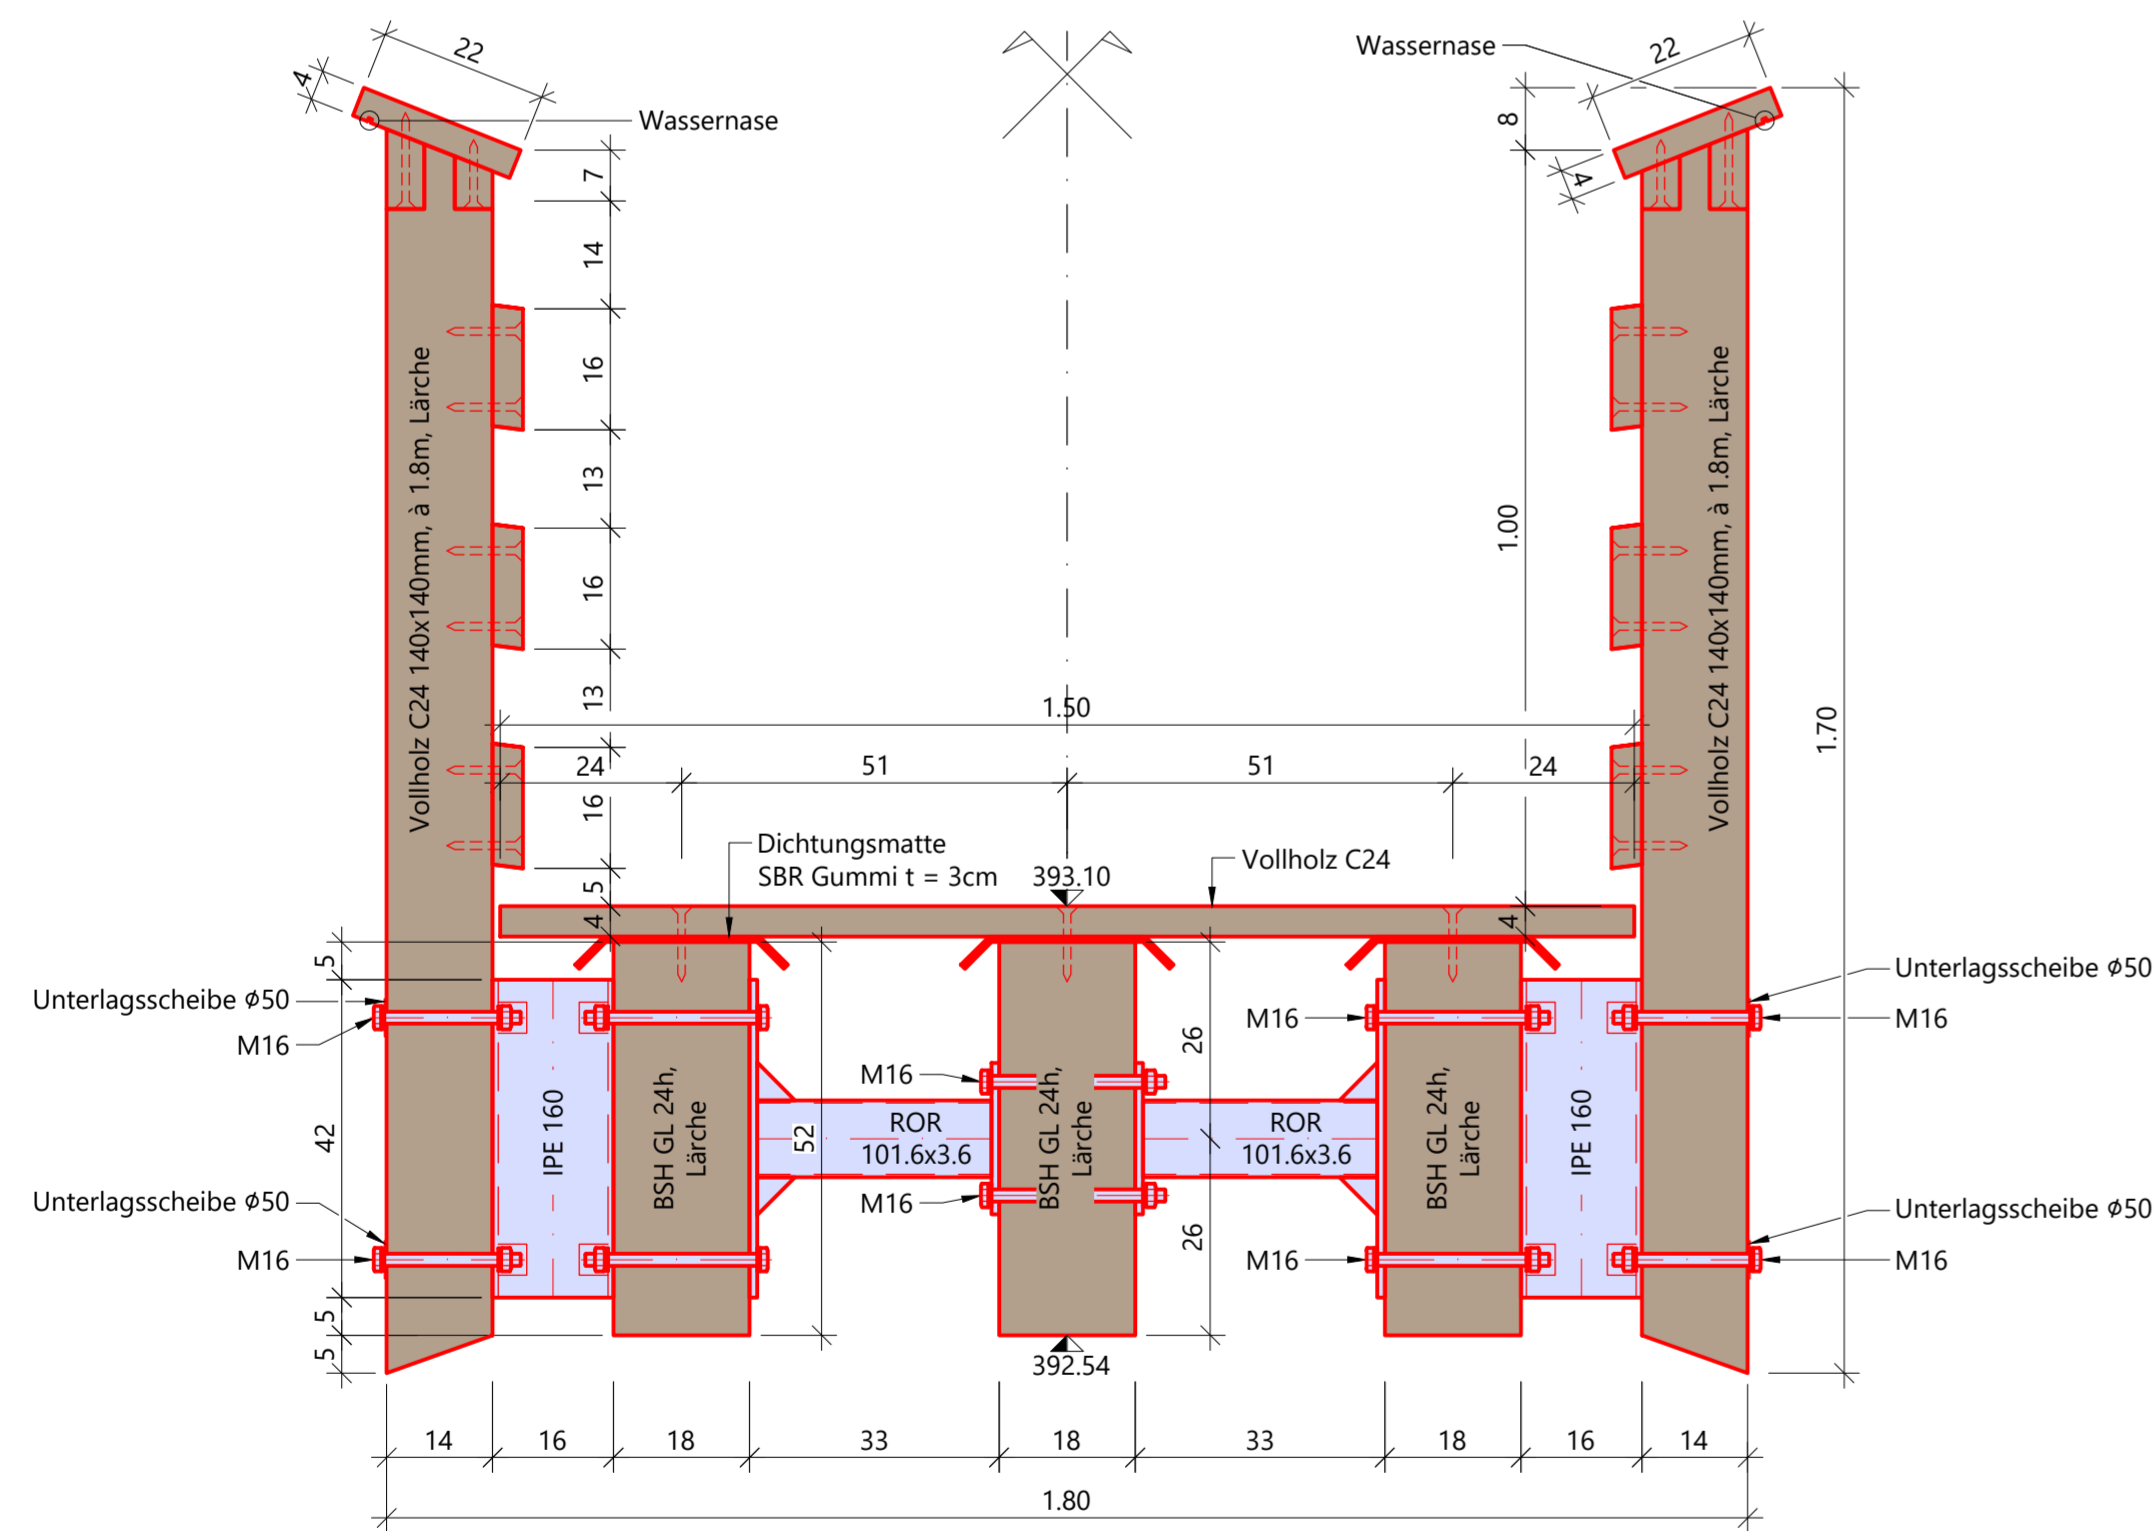 22
4
Wassernase
Wassernase
22
8
4
7
14
16
13
16
13
16
5
4
Vollholz C24 140x140mm, à 1.8m, Lärche
Vollholz C24 140x140mm, à 1.8m, Lärche
1.00
1.70
1.50
24
51
51
24
Dichtungsmatte
SBR Gummi t = 3cm
393.10
Vollholz C24
4
5
42
5
5
Unterlagsscheibe ϕ50
M16
Unterlagsscheibe ϕ50
M16
IPE 160
BSH GL 24h,
Lärche
52
ROR
101.6x3.6
M16
M16
BSH GL 24h,
Lärche
26
26
ROR
101.6x3.6
M16
M16
BSH GL 24h,
Lärche
IPE 160
Unterlagsscheibe ϕ50
M16
Unterlagsscheibe ϕ50
M16
392.54
14
16
18
33
18
33
18
16
14
1.80